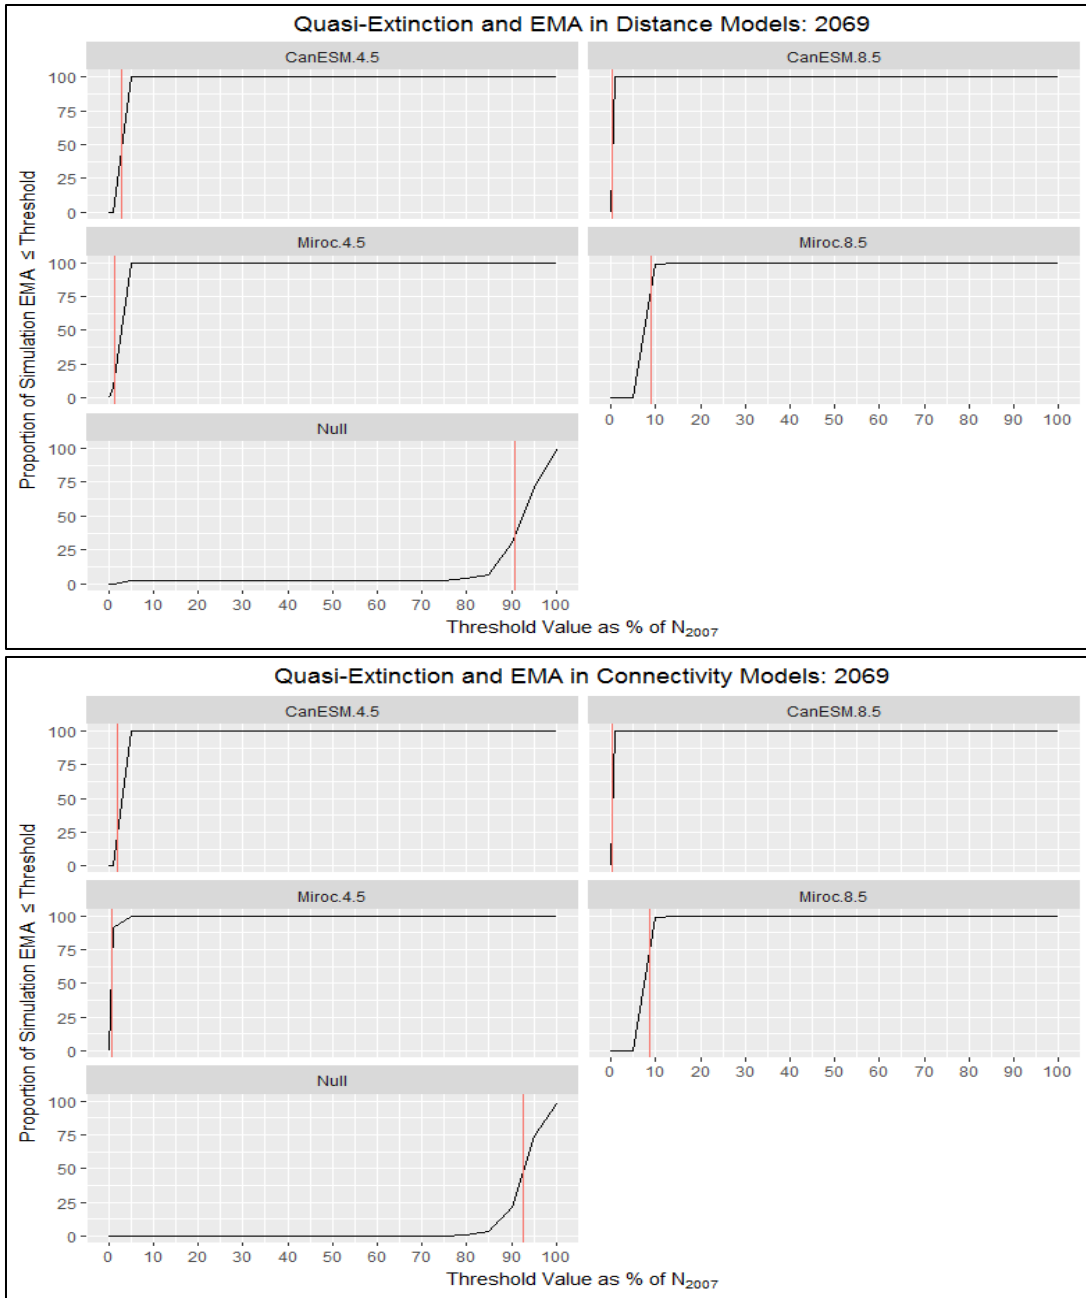 Quasi-Extinction and EMA in Distance Models: 2069
CanESM.4.5
CanESM.8.5
100
75
50
25
0
Miroc.4.5
Miroc.8.5
100
75
50
25
0
0 10 20 30 40 50 60 70 80 90 100
Null
100
75
50
25
0
0 10 20 30 40 50 60 70 80 90 100
Proportion of Simulation EMA ≤ Threshold
Threshold Value as % of N₂₀₀₇
Quasi-Extinction and EMA in Connectivity Models: 2069
CanESM.4.5
CanESM.8.5
100
75
50
25
0
Miroc.4.5
Miroc.8.5
100
75
50
25
0
0 10 20 30 40 50 60 70 80 90 100
Null
100
75
50
25
0
0 10 20 30 40 50 60 70 80 90 100
Proportion of Simulation EMA ≤ Threshold
Threshold Value as % of N₂₀₀₇